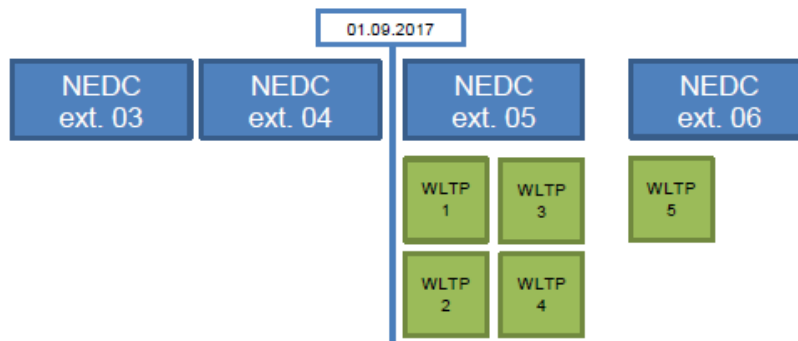 01.09.2017
NEDC
ext. 03
NEDC
ext. 04
NEDC
ext. 05
NEDC
ext. 06
WLTP
1
WLTP
3
WLTP
5
WLTP
2
WLTP
4